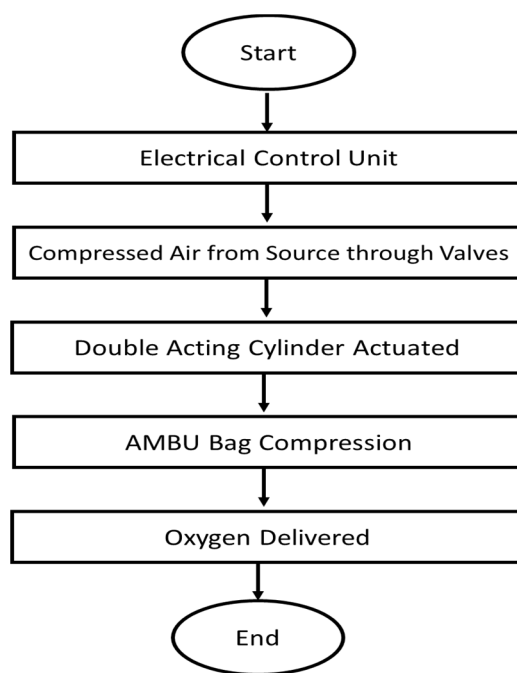 Start
Electrical Control Unit
Compressed Air from Source through Valves
Double Acting Cylinder Actuated
AMBU Bag Compression
Oxygen Delivered
End